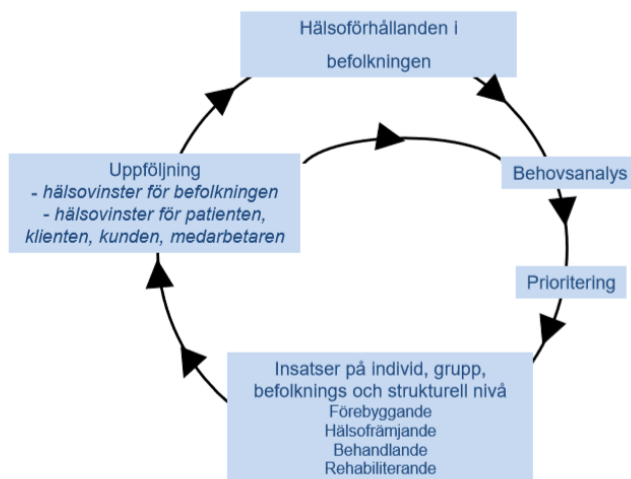 Hälsoförhållanden i
befolkningen
Behovsanalys
Prioritering
Insatser på individ, grupp,
befolknings och strukturell nivå
Förebyggande
Hälsofrämjande
Behandlande
Rehabiliterande
Uppföljning
- hälsovinster för befolkningen
- hälsovinster för patienten,
klienten, kunden, medarbetaren